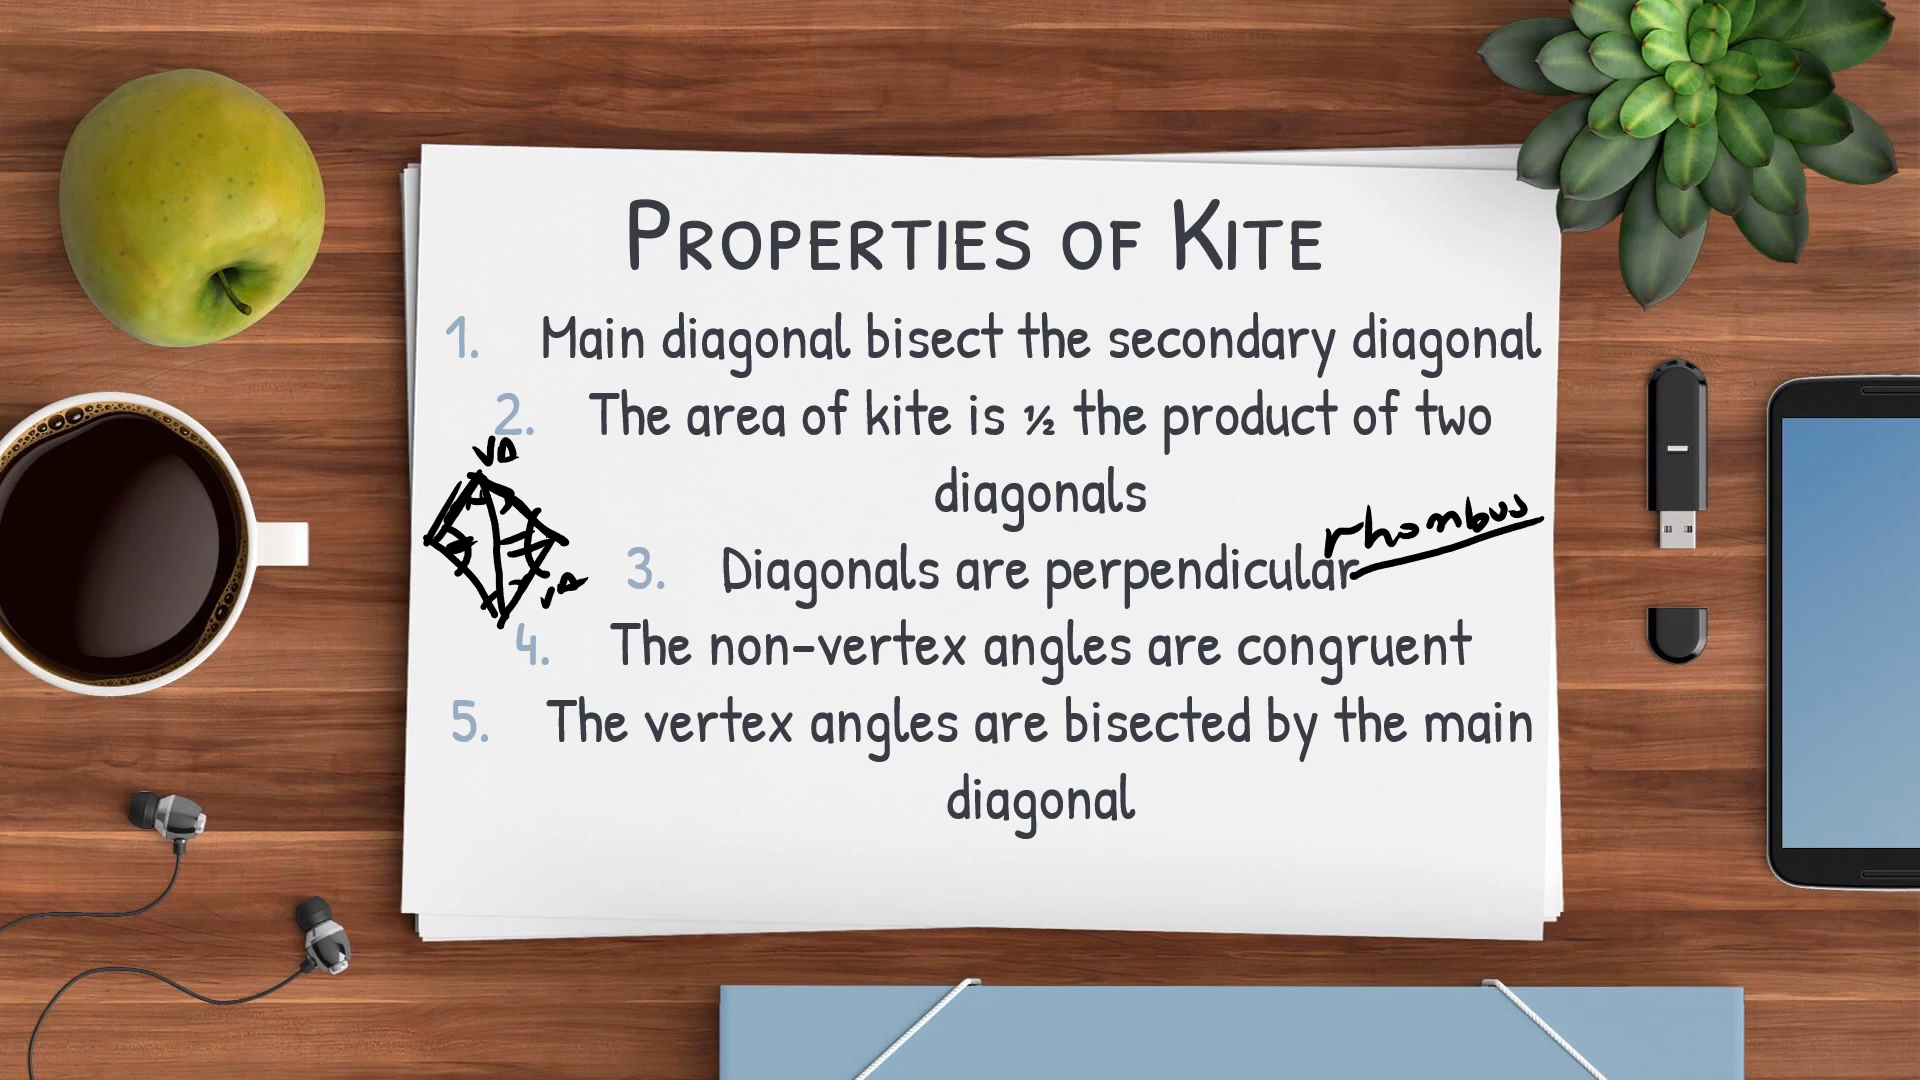 Properties of Kite
1. Main diagonal bisect the secondary diagonal
2. The area of kite is ½ the product of two
diagonals
rhombus
3. Diagonals are perpendicular
4. The non-vertex angles are congruent
5. The vertex angles are bisected by the main
diagonal